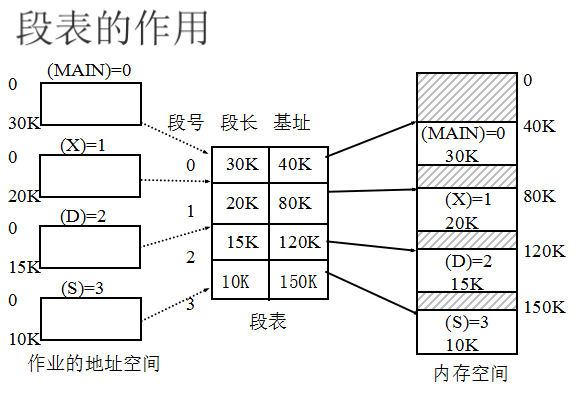 段表的作用
(MAIN)=0
0
30K
(X)=1
0
20K
(D)=2
0
15K
(S)=3
0
10K
作业的地址空间
段号 段长 基址
0 30K 40K
1 20K 80K
2 15K 120K
3 10K 150K
段表
0
40K
(MAIN)=0
30K
80K
(X)=1
20K
120K
(D)=2
15K
150K
(S)=3
10K
内存空间